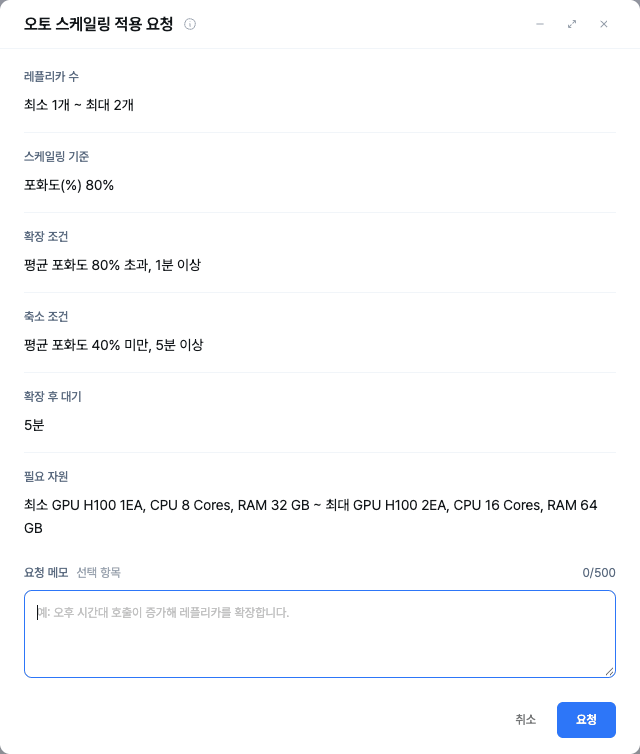 오토 스케일링 적용 요청
레플리카 수
최소 1개 ~ 최대 2개
스케일링 기준
포화도(%) 80%
확장 조건
평균 포화도 80% 초과, 1분 이상
축소 조건
평균 포화도 40% 미만, 5분 이상
확장 후 대기
5분
필요 자원
최소 GPU H100 1EA, CPU 8 Cores, RAM 32 GB ~ 최대 GPU H100 2EA, CPU 16 Cores, RAM 64
GB
요청 메모 선택 항목 0/500
예: 오후 시간대 호출이 증가해 레플리카를 확장합니다.
취소 요청